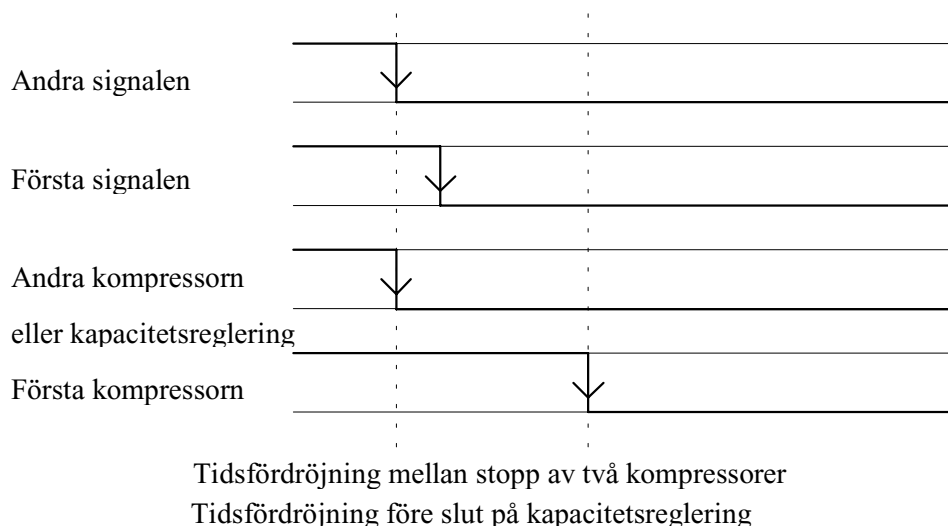 Andra signalen
Första signalen
Andra kompressorn
eller kapacitetsreglering
Första kompressorn
Tidsfördröjning mellan stopp av två kompressorer
Tidsfördröjning före slut på kapacitetsreglering